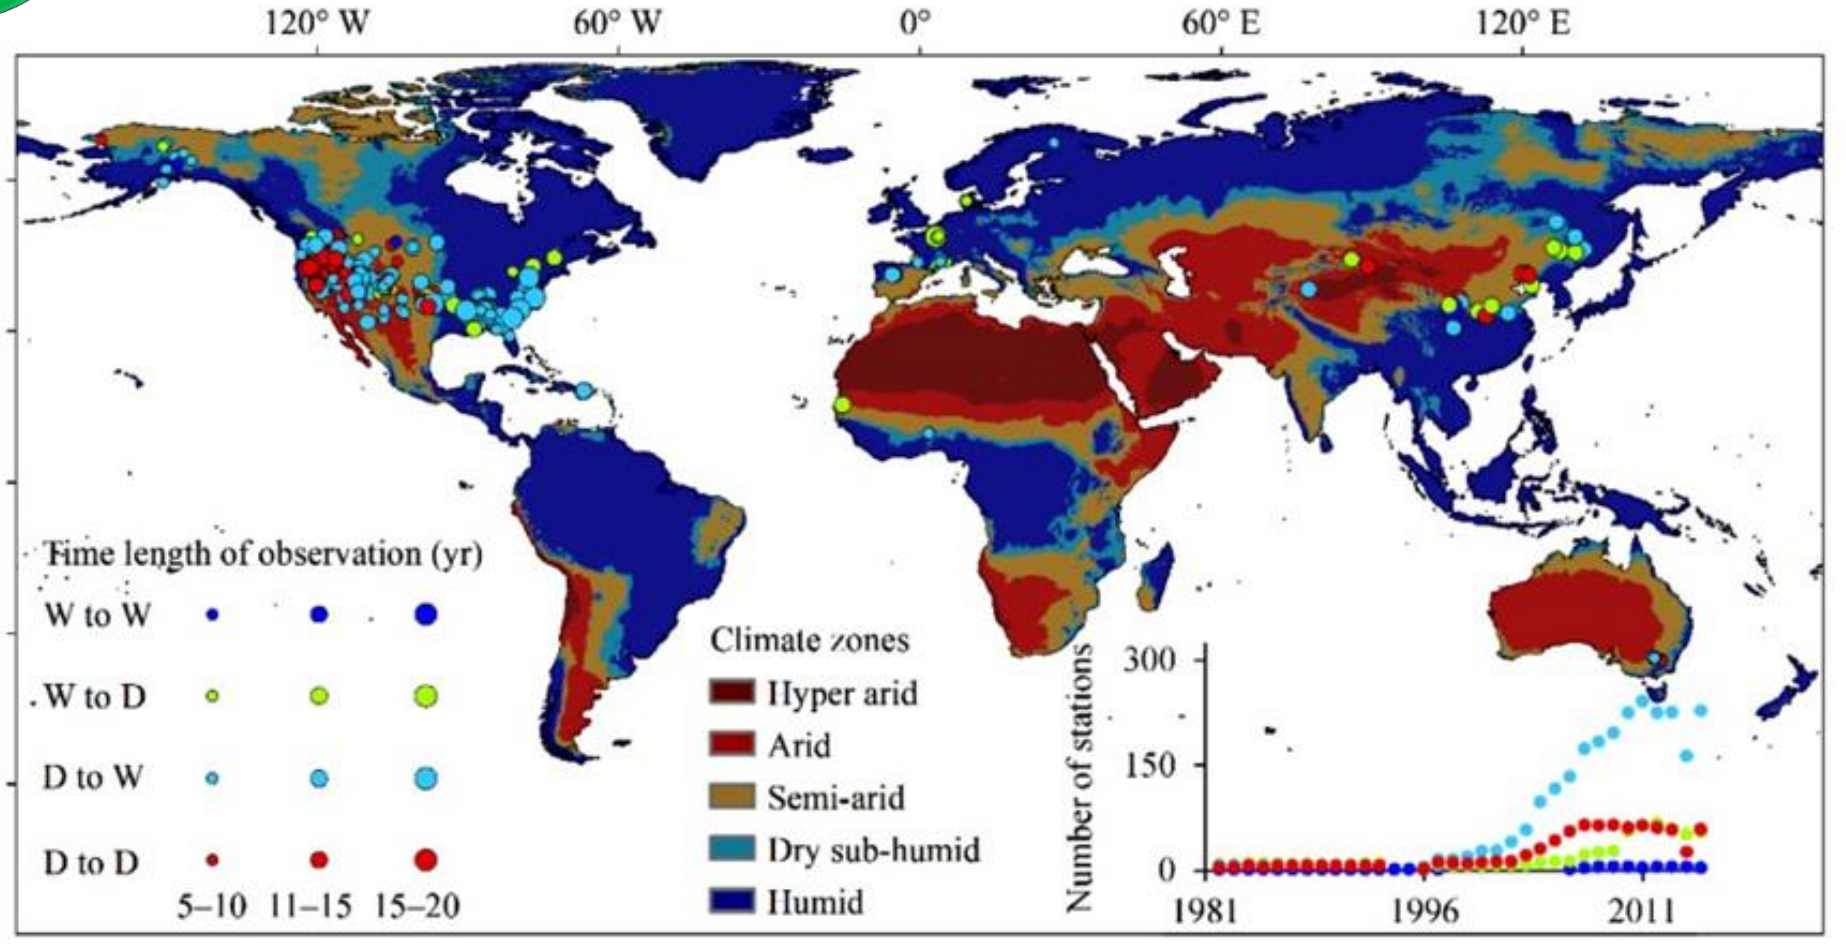 120° W 60° W 0° 60° E 120° E
Time length of observation (yr)
W to W
W to D
D to W
D to D
5–10 11–15 15–20
Climate zones
Hyper arid
Arid
Semi-arid
Dry sub-humid
Humid
Number of stations
300
150
0
1981 1996 2011